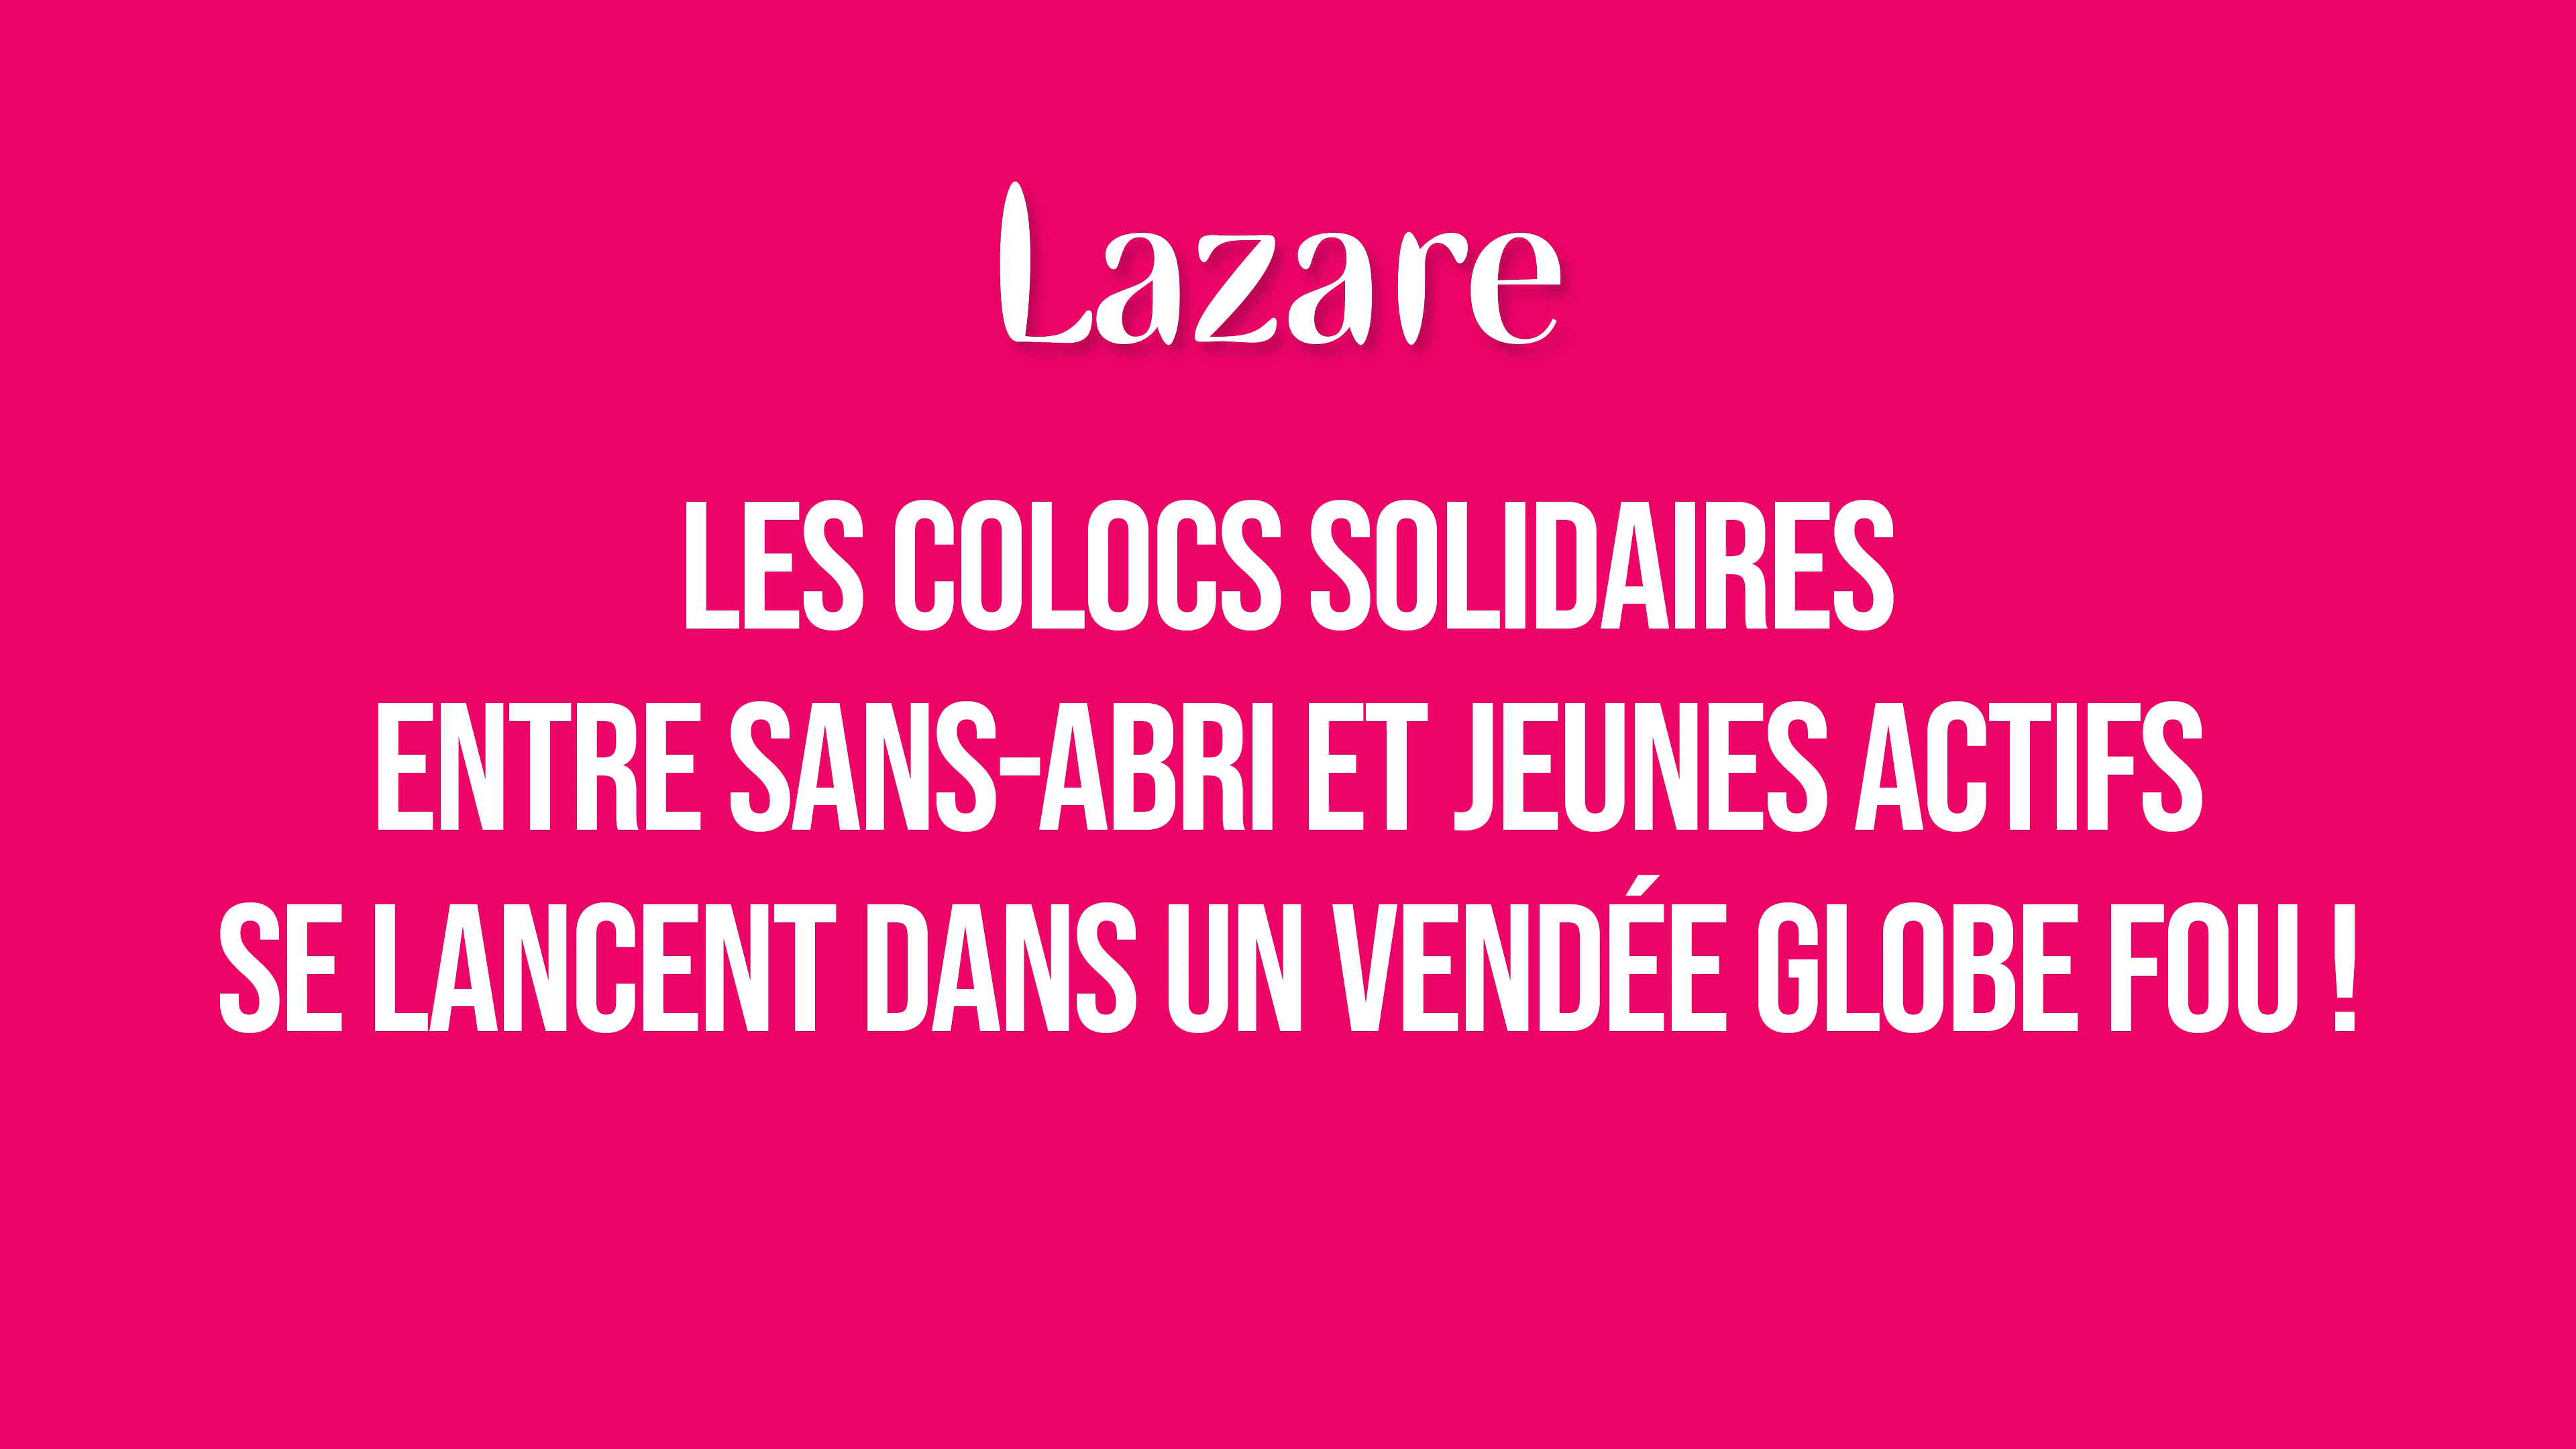 Lazare
LES COLOCS SOLIDAIRES
ENTRE SANS-ABRI ET JEUNES ACTIFS
SE LANCENT DANS UN VENDÉE GLOBE FOU !